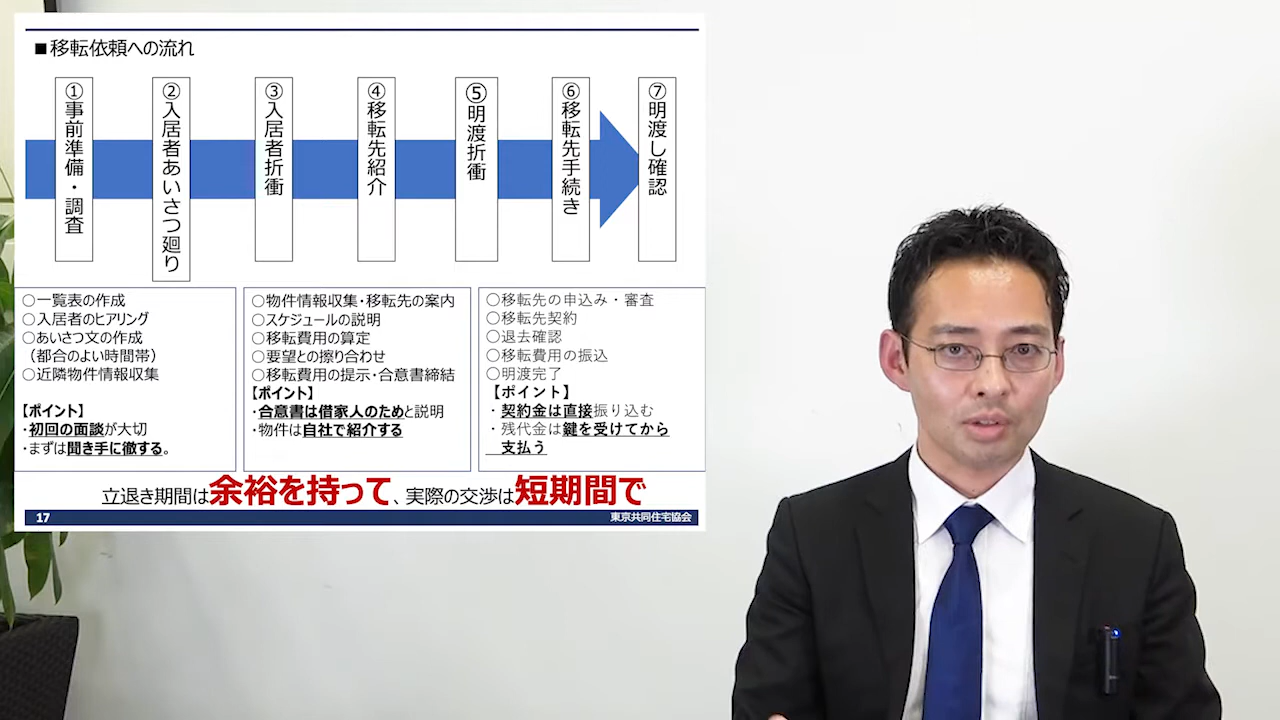 ■移転依頼への流れ
①事前準備・調査
②入居者あいさつ廻り
③入居者折衝
④移転先紹介
⑤明渡折衝
⑥移転先手続き
⑦明渡し確認
○一覧表の作成
○入居者のヒアリング
○あいさつ文の作成
（都合のよい時間帯）
○近隣物件情報収集
【ポイント】
・初回の面談が大切
・まずは聞き手に徹する。
○物件情報収集・移転先の案内
○スケジュールの説明
○移転費用の算定
○要望との擦り合わせ
○移転費用の提示・合意書締結
【ポイント】
・合意書は借家人のためと説明
・物件は自社で紹介する
○移転先の申込み・審査
○移転先契約
○退去確認
○移転費用の振込
○明渡完了
【ポイント】
・契約金は直接振り込む
・残代金は鍵を受けてから
支払う
立退き期間は余裕を持って、実際の交渉は短期間で
17
東京共同住宅協会